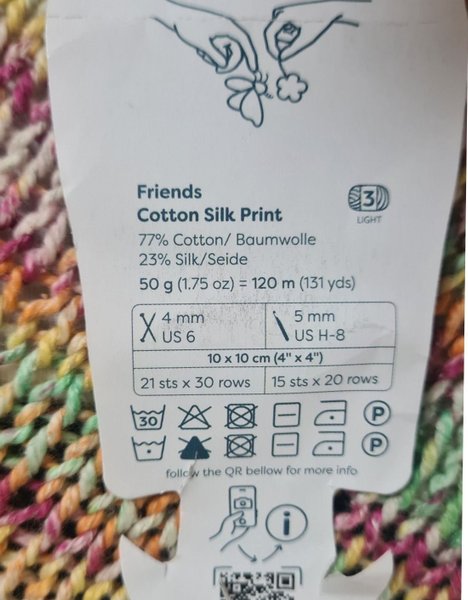 Friends
Cotton Silk Print
3
LIGHT
77% Cotton/ Baumwolle
23% Silk/Seide
50 g (1.75 oz) = 120 m (131 yds)
4 mm
US 6
5 mm
US H-8
10 x 10 cm (4" x 4")
21 sts x 30 rows
15 sts x 20 rows
30 P
P
follow the QR bellow for more info
i